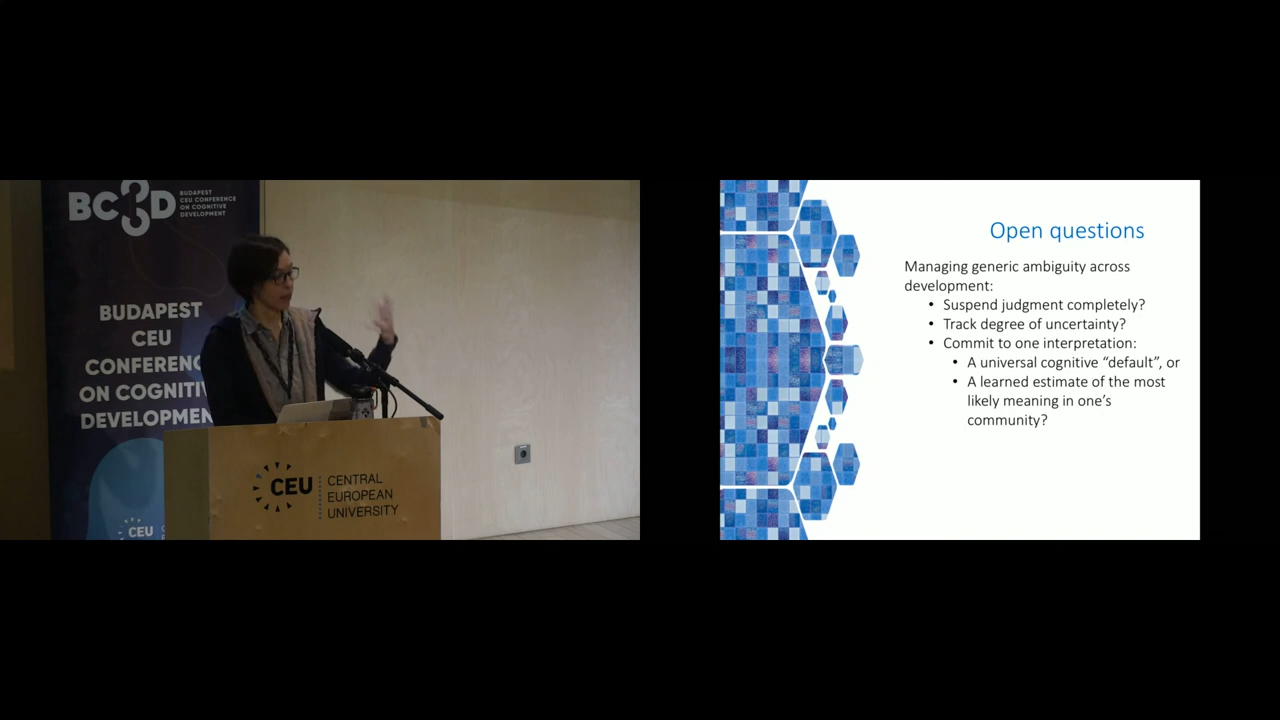 BC3D
BUDAPEST
CEU CONFERENCE
ON COGNITIVE
DEVELOPMENT
BUDAPEST
CEU
CONFERENC
ON COGNITIV
DEVELOPMEN
CEU
CEU
CENTRAL
EUROPEAN
UNIVERSITY
Open questions
Managing generic ambiguity across
development:
• Suspend judgment completely?
• Track degree of uncertainty?
• Commit to one interpretation:
• A universal cognitive “default”, or
• A learned estimate of the most
likely meaning in one’s
community?